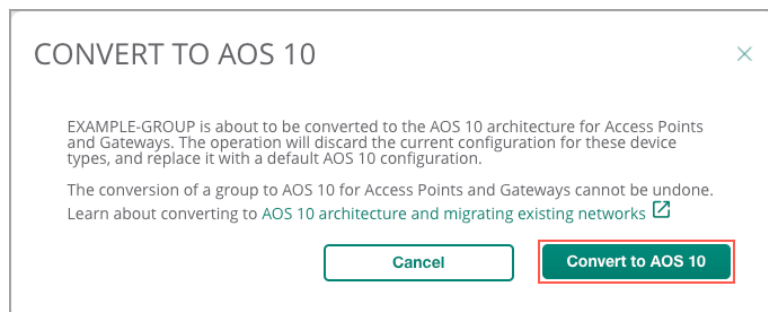 CONVERT TO AOS 10
EXAMPLE-GROUP is about to be converted to the AOS 10 architecture for Access Points
and Gateways. The operation will discard the current configuration for these device
types, and replace it with a default AOS 10 configuration.
The conversion of a group to AOS 10 for Access Points and Gateways cannot be undone.
Learn about converting to AOS 10 architecture and migrating existing networks
Cancel
Convert to AOS 10